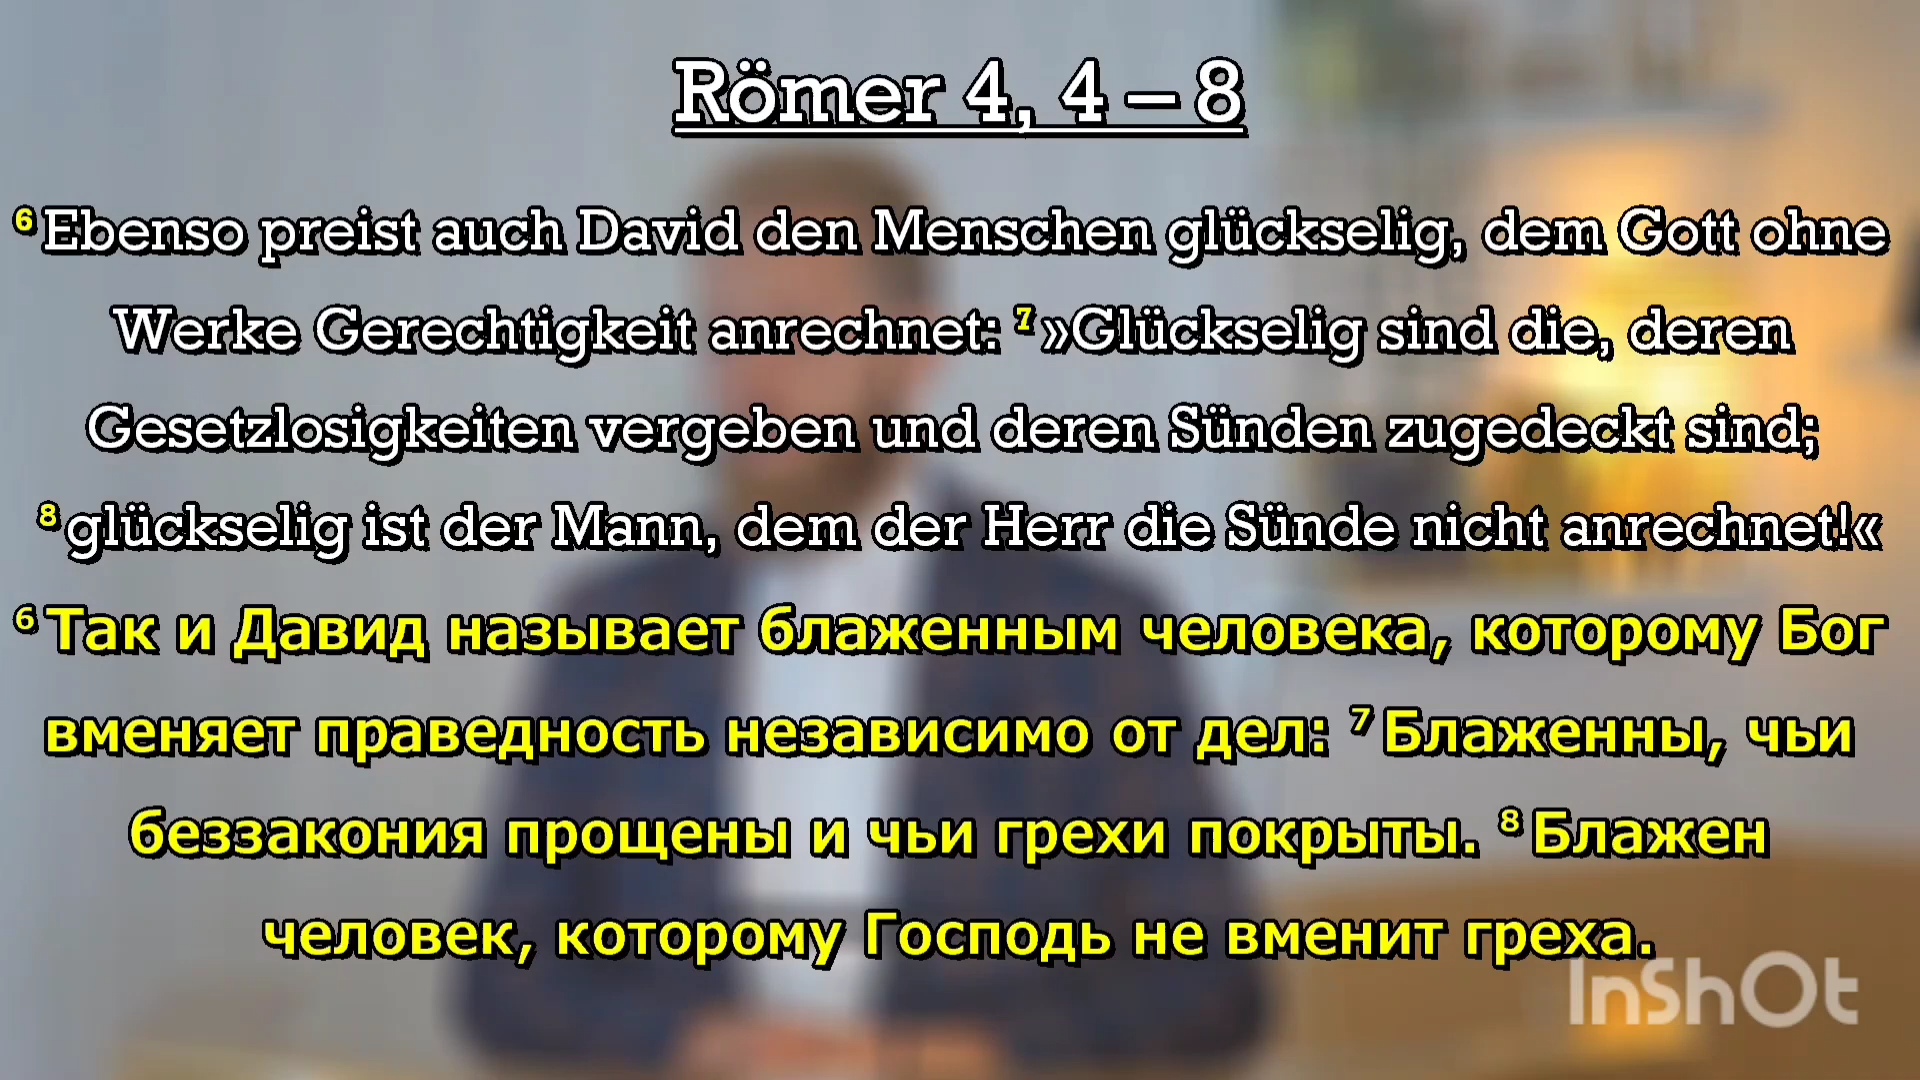 Römer 4, 4 – 8
⁶ Ebenso preist auch David den Menschen glückselig, dem Gott ohne
Werke Gerechtigkeit anrechnet: ⁷ »Glückselig sind die, deren
Gesetzlosigkeiten vergeben und deren Sünden zugedeckt sind;
⁸ glückselig ist der Mann, dem der Herr die Sünde nicht anrechnet!«
⁶ Так и Давид называет блаженным человека, которому Бог
вменяет праведность независимо от дел: ⁷ Блаженны, чьи
беззакония прощены и чьи грехи покрыты. ⁸ Блажен
человек, которому Господь не вменит греха.
InShOt